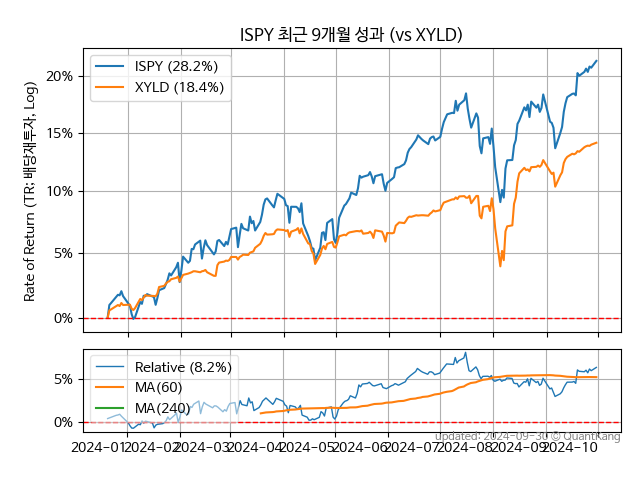 ISPY 최근 9개월 성과 (vs XYLD)
Rate of Return (TR: 배당재투자, Log)
20%
15%
10%
5%
0%
ISPY (28.2%)
XYLD (18.4%)
5%
0%
Relative (8.2%)
MA(60)
MA(240)
2024-01 2024-02 2024-03 2024-04 2024-05 2024-06 2024-07 2024-08 2024-09 2024-10
updated: 2024-09-30 © QuantKang